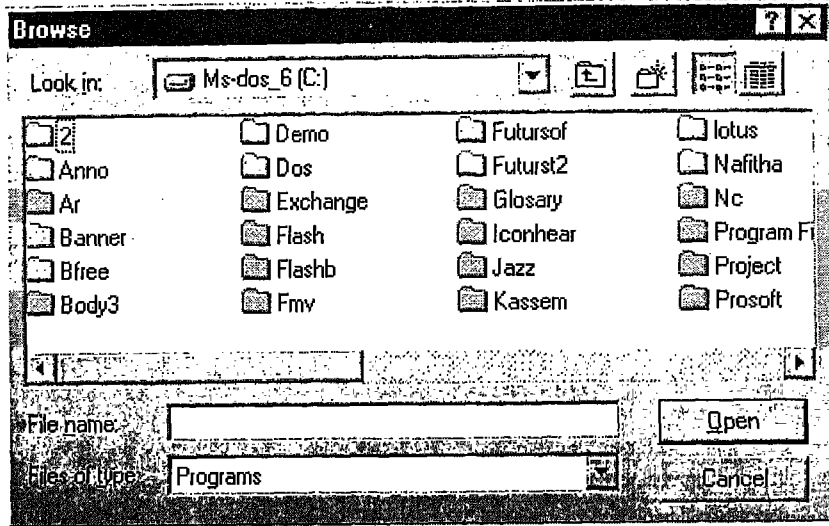 Browse
Look in: Ms-dos_6 (C:)
2 Demo Futursof lotus
Anno Dos Futurst2 Nafitha
Ar Exchange Glosary Nc
Banner Flash Iconhear Program Fi
Bfree Flashb Jazz Project
Body3 Fmv Kassem Prosoft
File name: Open
Files of type: Programs Cancel